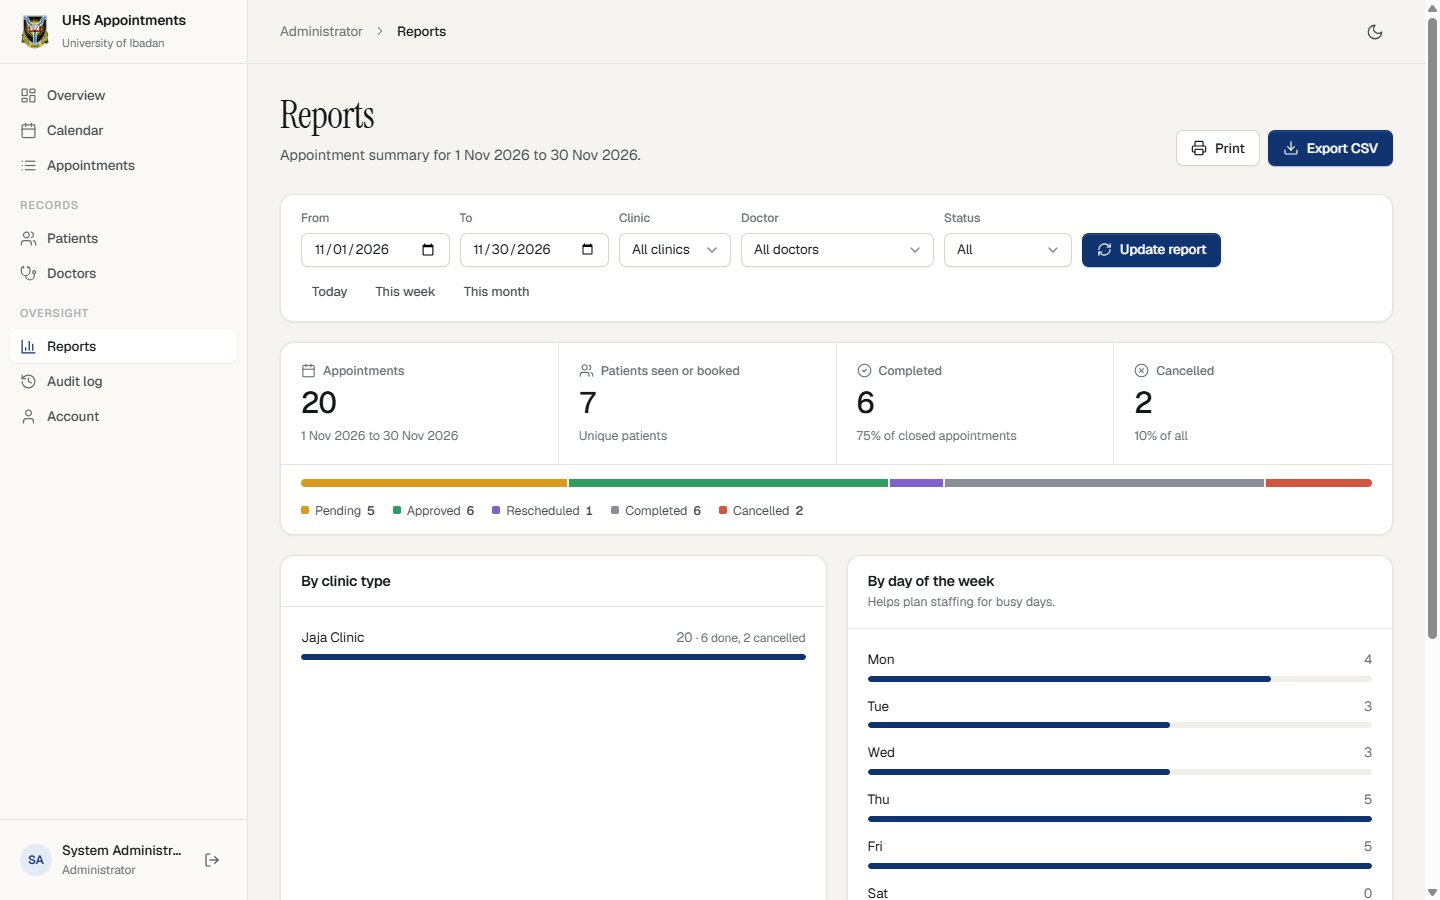 UHS Appointments
University of Ibadan
Administrator > Reports
Overview
Calendar
Appointments
RECORDS
Patients
Doctors
OVERSIGHT
Reports
Audit log
Account
SA
System Administr...
Administrator
Reports
Appointment summary for 1 Nov 2026 to 30 Nov 2026.
Print
Export CSV
From To Clinic Doctor Status
11/01/2026 11/30/2026 All clinics All doctors All Update report
Today This week This month
Appointments
20
1 Nov 2026 to 30 Nov 2026
Patients seen or booked
7
Unique patients
Completed
6
75% of closed appointments
Cancelled
2
10% of all
Pending 5 Approved 6 Rescheduled 1 Completed 6 Cancelled 2
By clinic type
Jaja Clinic 20 · 6 done, 2 cancelled
By day of the week
Helps plan staffing for busy days.
Mon 4
Tue 3
Wed 3
Thu 5
Fri 5
Sat 0